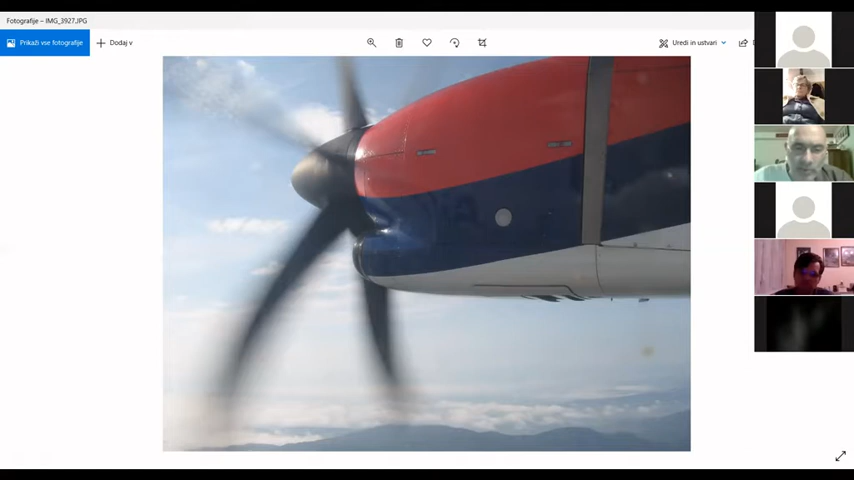 Fotografije – IMG_3927.JPG
Prikaži vse fotografije
Dodaj v
Uredi in ustvari